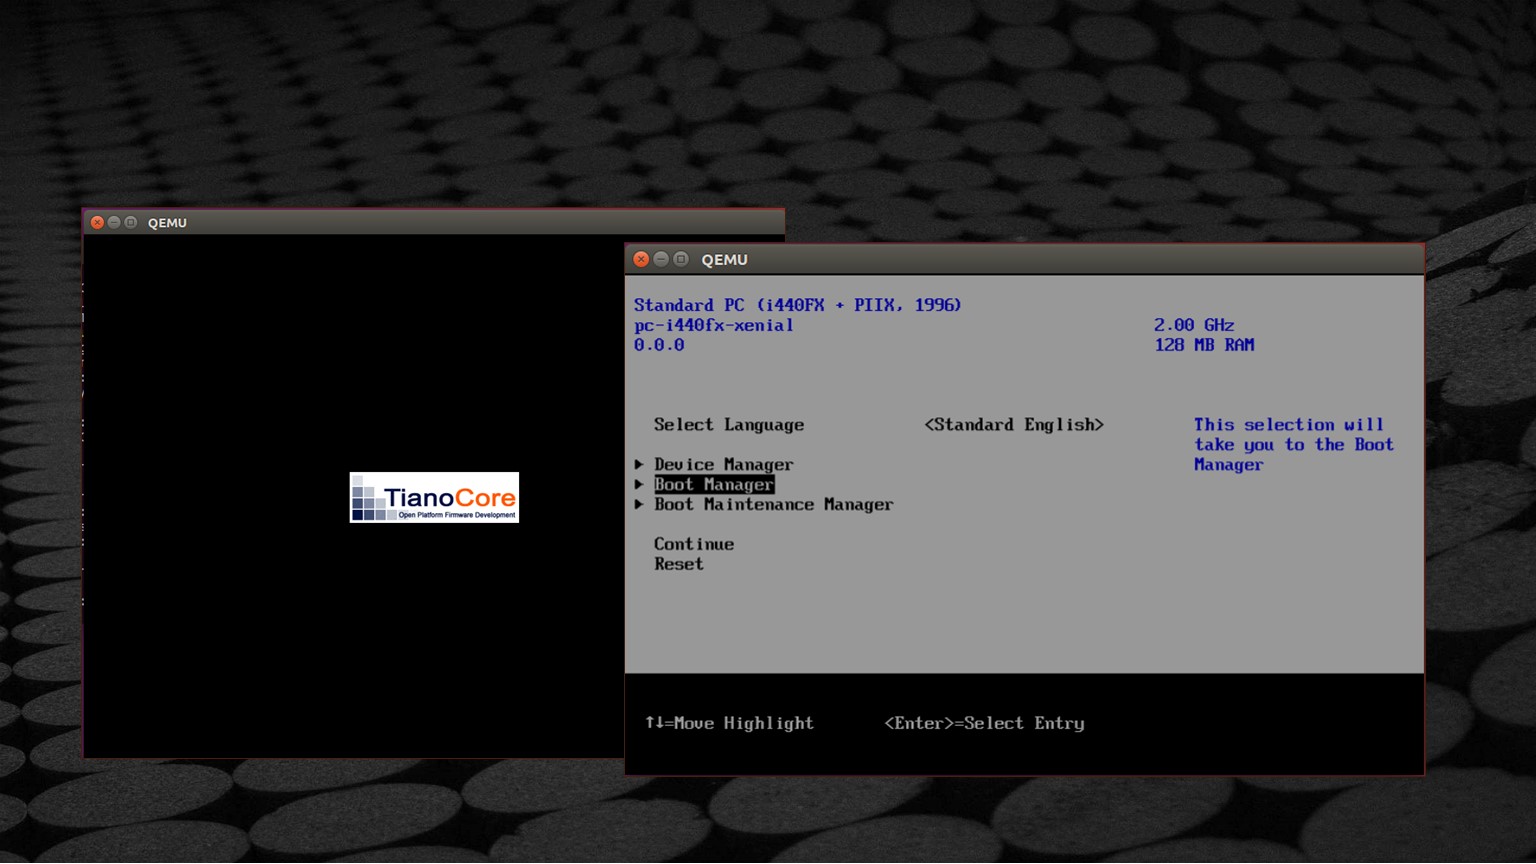 QEMU
TianoCore
Open Platform Firmware Development
QEMU
Standard PC (i440FX + PIIX, 1996)
pc-i440fx-xenial 2.00 GHz
0.0.0 128 MB RAM
Select Language <Standard English> This selection will
take you to the Boot
Device Manager Manager
Boot Manager
Boot Maintenance Manager
Continue
Reset
↑↓=Move Highlight <Enter>=Select Entry